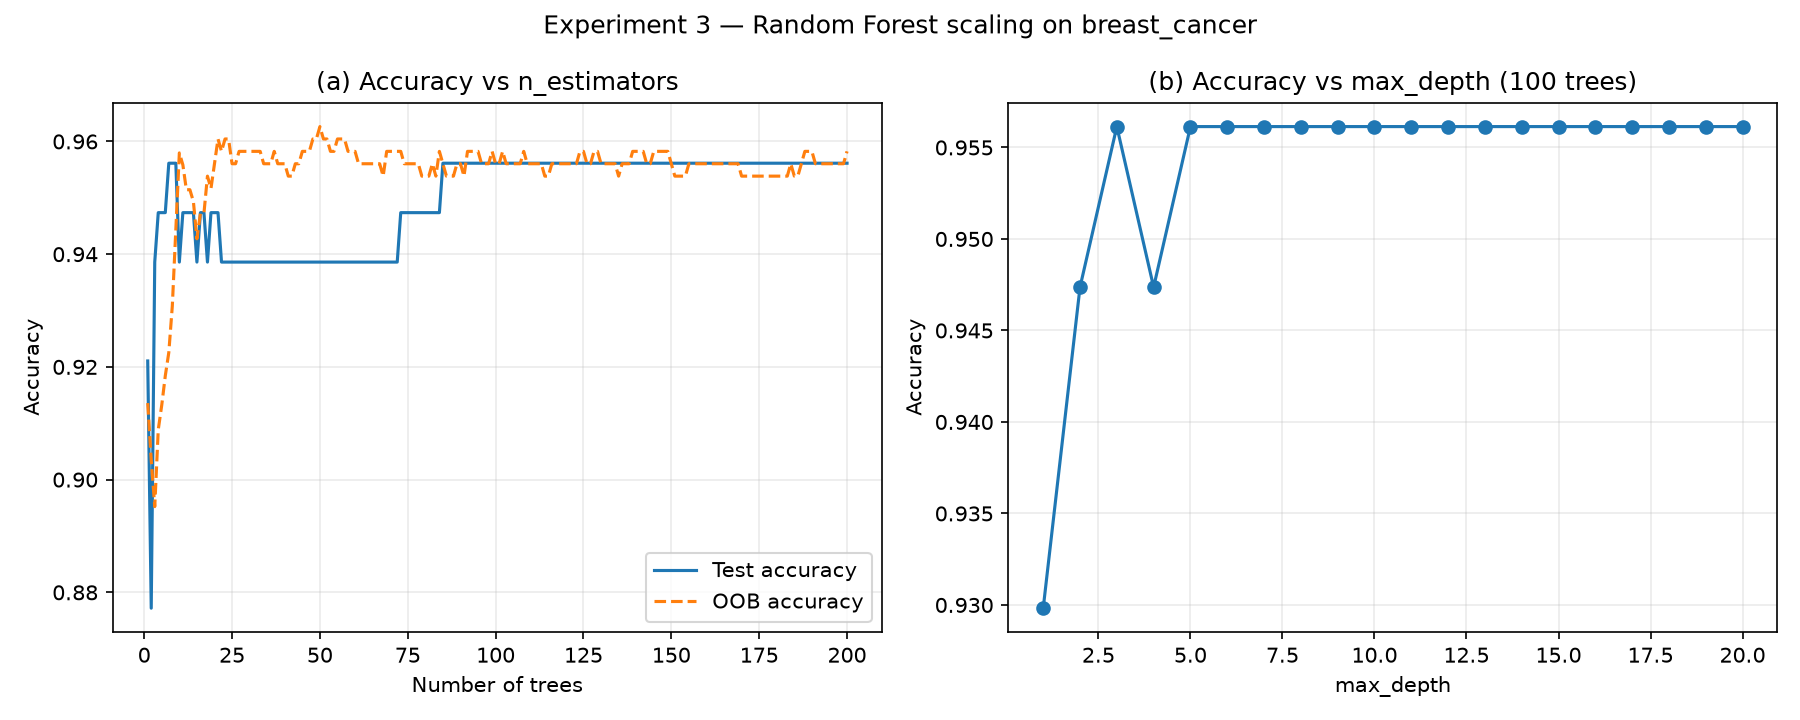 Experiment 3 — Random Forest scaling on breast_cancer
(a) Accuracy vs n_estimators
Accuracy
0.96
0.94
0.92
0.90
0.88
Test accuracy
OOB accuracy
0 25 50 75 100 125 150 175 200
Number of trees
(b) Accuracy vs max_depth (100 trees)
Accuracy
0.955
0.950
0.945
0.940
0.935
0.930
2.5 5.0 7.5 10.0 12.5 15.0 17.5 20.0
max_depth